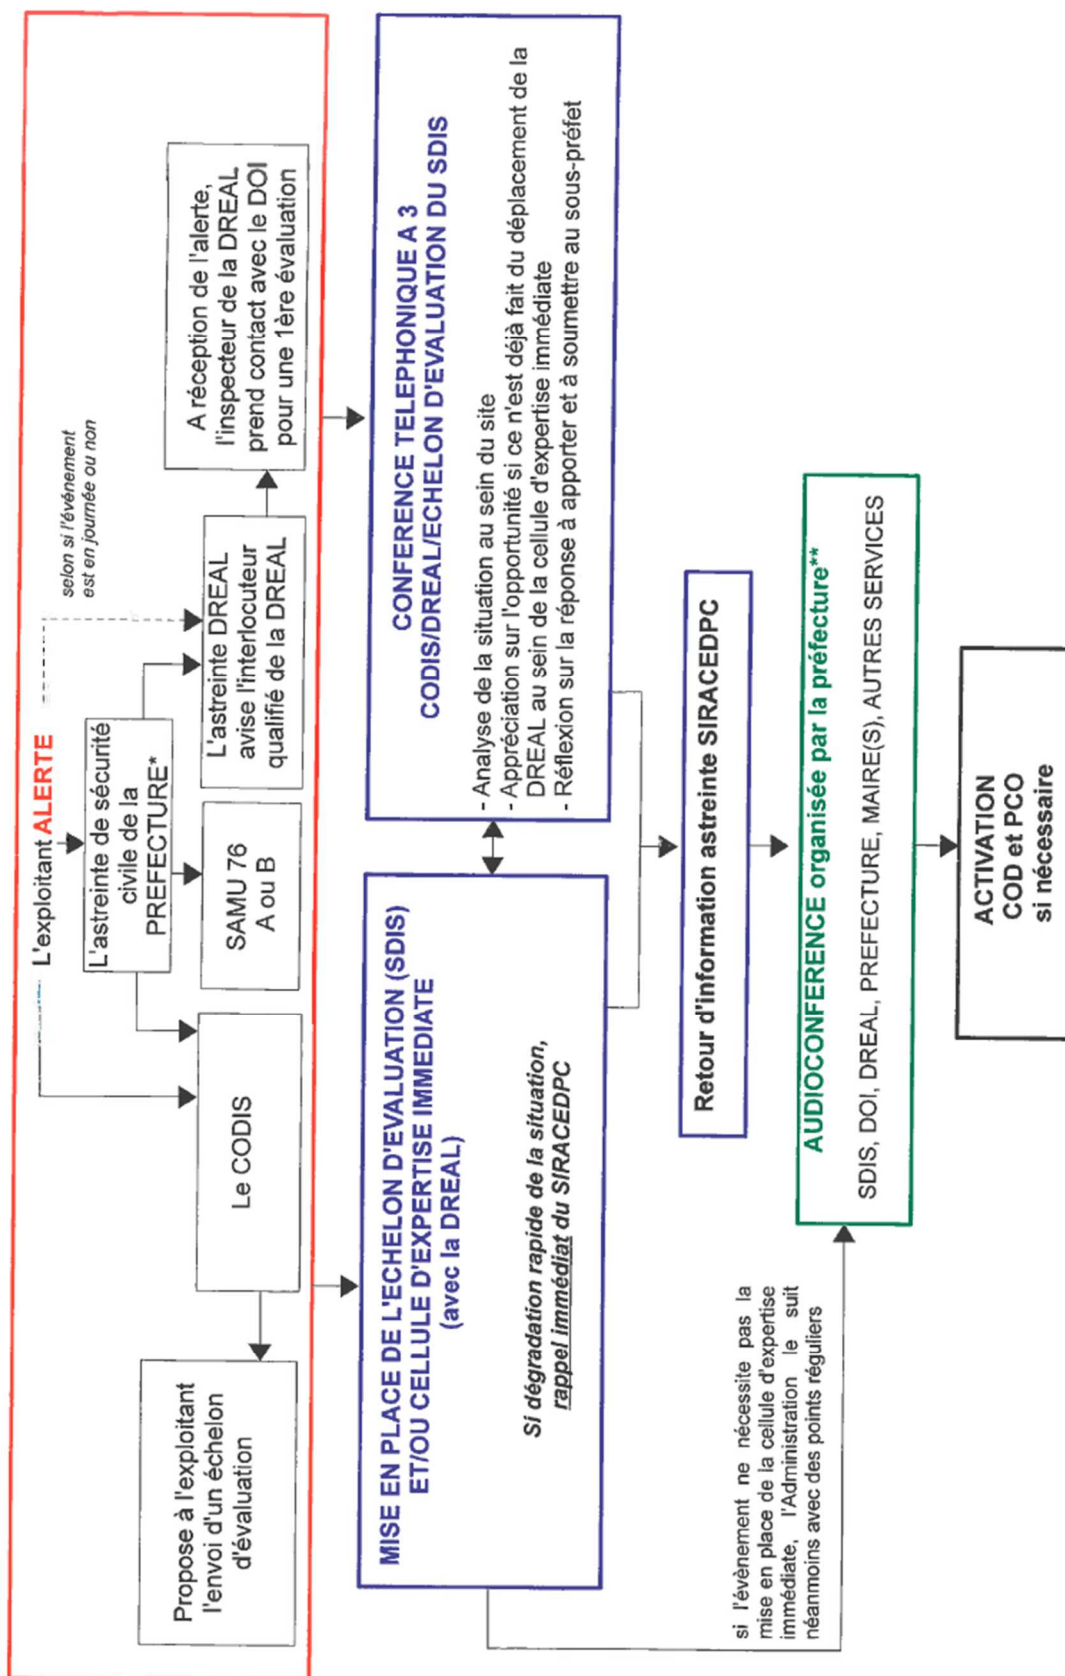 L'exploitant ALERTE
selon si l'événement
est en journée ou non
L'astreinte de sécurité
civile de la
PREFECTURE*
Propose à l'exploitant
l'envoi d'un échelon
d'évaluation
Le CODIS
SAMU 76
A ou B
L'astreinte DREAL
avise l'interlocuteur
qualifié de la DREAL
A réception de l'alerte,
l'inspecteur de la DREAL
prend contact avec le DOI
pour une 1ère évaluation
MISE EN PLACE DE L'ECHELON D'EVALUATION (SDIS)
ET/OU CELLULE D'EXPERTISE IMMEDIATE
(avec la DREAL)
Si dégradation rapide de la situation,
rappel immédiat du SIRACEDPC
CONFERENCE TELEPHONIQUE A 3
CODIS/DREAL/ECHELON D'EVALUATION DU SDIS
- Analyse de la situation au sein du site
- Appréciation sur l'opportunité si ce n'est déjà fait du déplacement de la
DREAL au sein de la cellule d'expertise immédiate
- Réflexion sur la réponse à apporter et à soumettre au sous-préfet
Retour d'information astreinte SIRACEDPC
si l'évènement ne nécessite pas la
mise en place de la cellule d'expertise
immédiate, l'Administration le suit
néanmoins avec des points réguliers
AUDIOCONFERENCE organisée par la préfecture**
SDIS, DOI, DREAL, PREFECTURE, MAIRE(S), AUTRES SERVICES
ACTIVATION
COD et PCO
si nécessaire